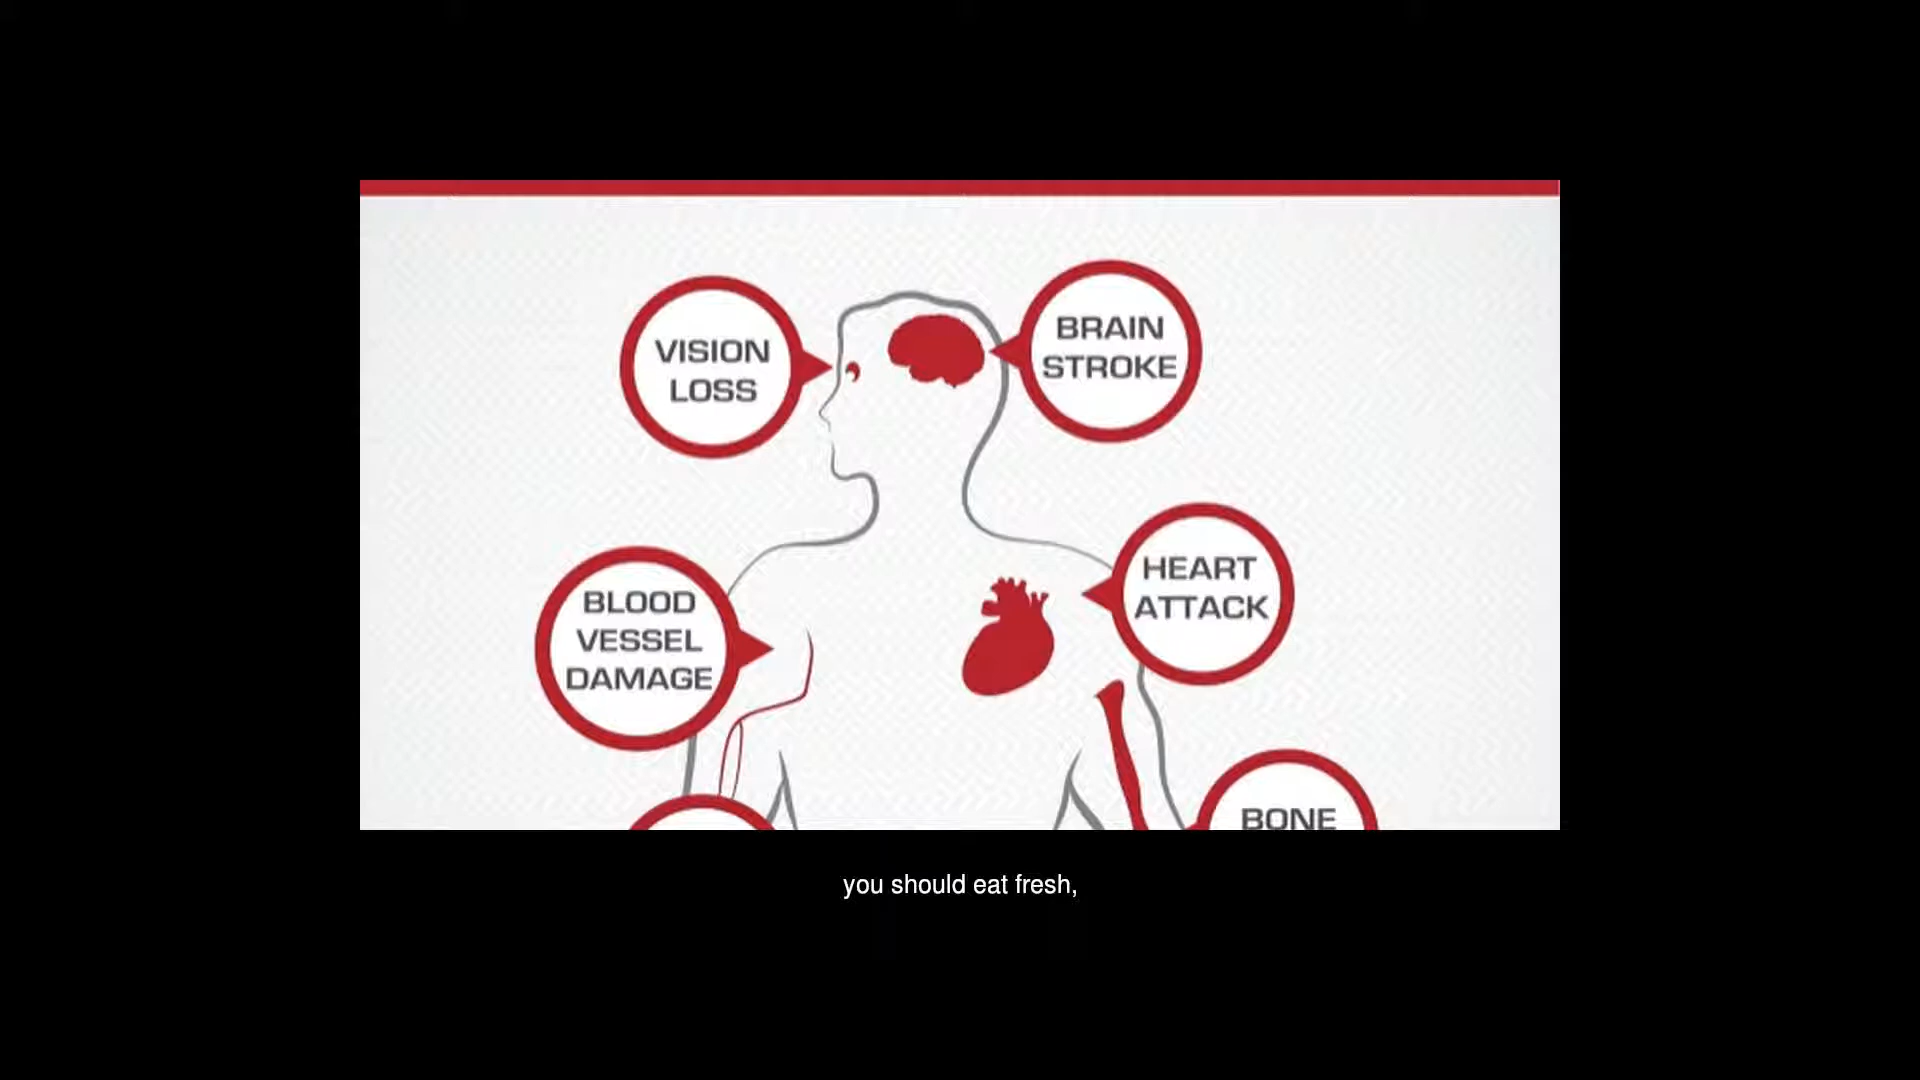 VISION
LOSS
BRAIN
STROKE
BLOOD
VESSEL
DAMAGE
HEART
ATTACK
BONE
you should eat fresh,